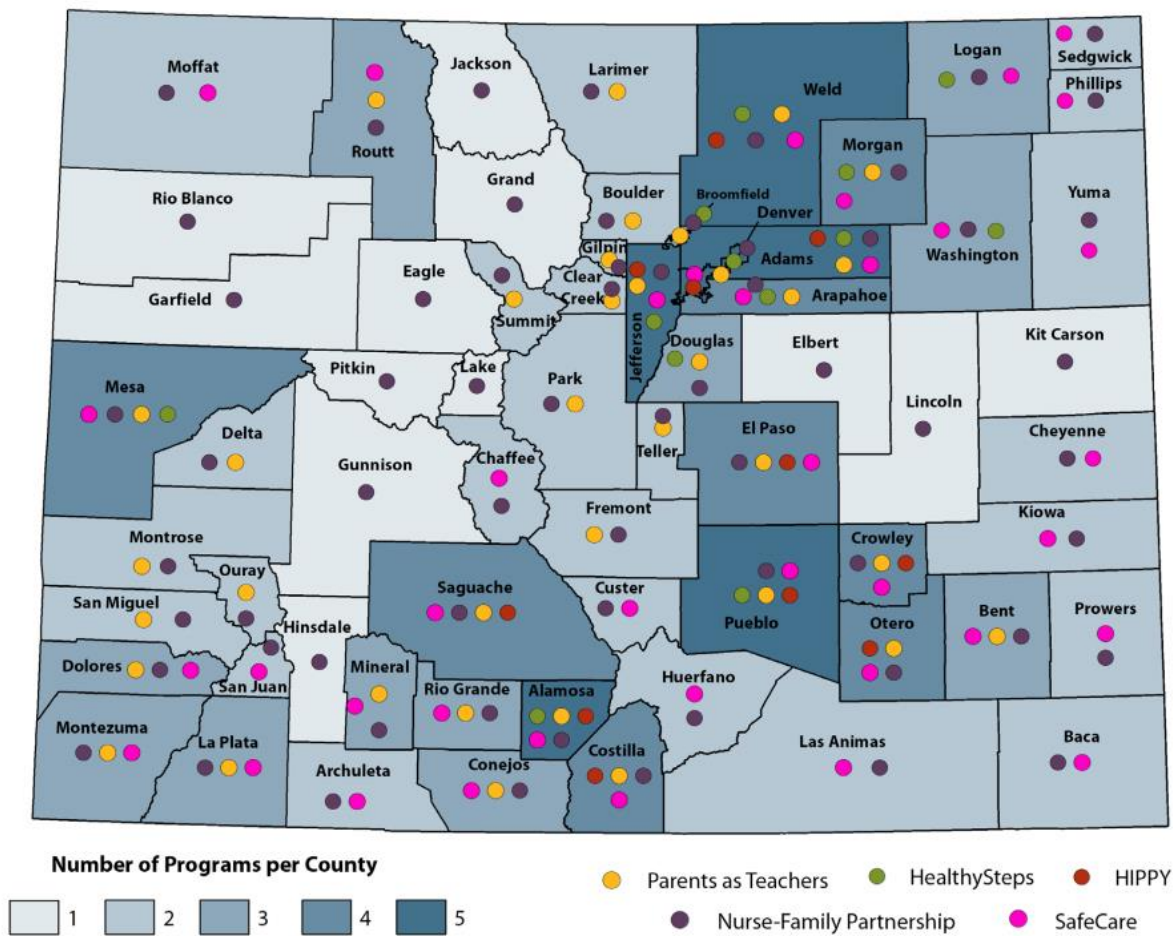 Moffat
Routt
Jackson
Larimer
Weld
Logan
Sedgwick
Phillips
Morgan
Rio Blanco
Grand
Boulder
Broomfield
Denver
Yuma
Washington
Gilpin
Adams
Garfield
Eagle
Summit
Clear
Creek
Jefferson
Arapahoe
Douglas
Elbert
Kit Carson
Mesa
Pitkin
Lake
Park
Lincoln
Delta
Gunnison
Chaffee
Teller
El Paso
Cheyenne
Fremont
Kiowa
Montrose
Ouray
Crowley
Saguache
Custer
San Miguel
Hinsdale
Pueblo
Otero
Bent
Prowers
Dolores
San Juan
Mineral
Rio Grande
Alamosa
Huerfano
Montezuma
La Plata
Archuleta
Conejos
Costilla
Las Animas
Baca
Number of Programs per County
1 2 3 4 5
Parents as Teachers HealthySteps HIPPY
Nurse-Family Partnership SafeCare